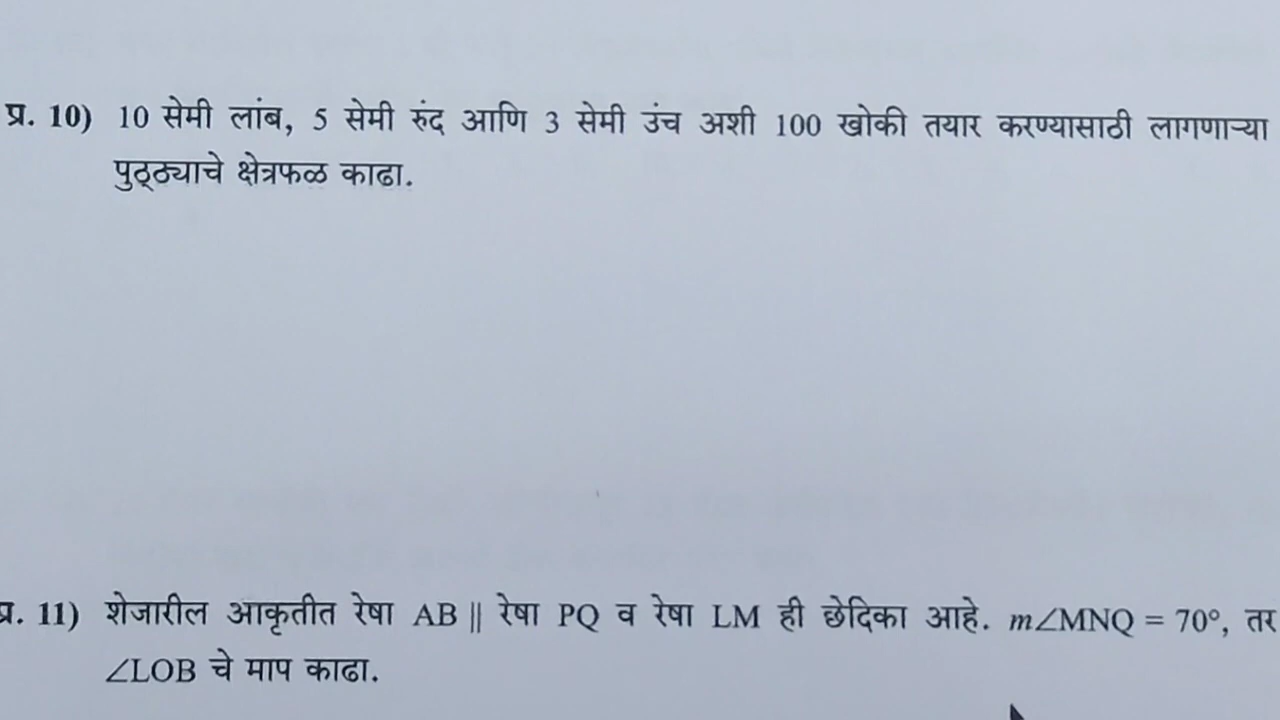 प्र. 10) 10 सेमी लांब, 5 सेमी रुंद आणि 3 सेमी उंच अशी 100 खोकी तयार करण्यासाठी लागणाऱ्या
पुठ्ठ्याचे क्षेत्रफळ काढा.
प्र. 11) शेजारील आकृतीत रेषा AB || रेषा PQ व रेषा LM ही छेदिका आहे. m∠MNQ = 70°, तर
∠LOB चे माप काढा.